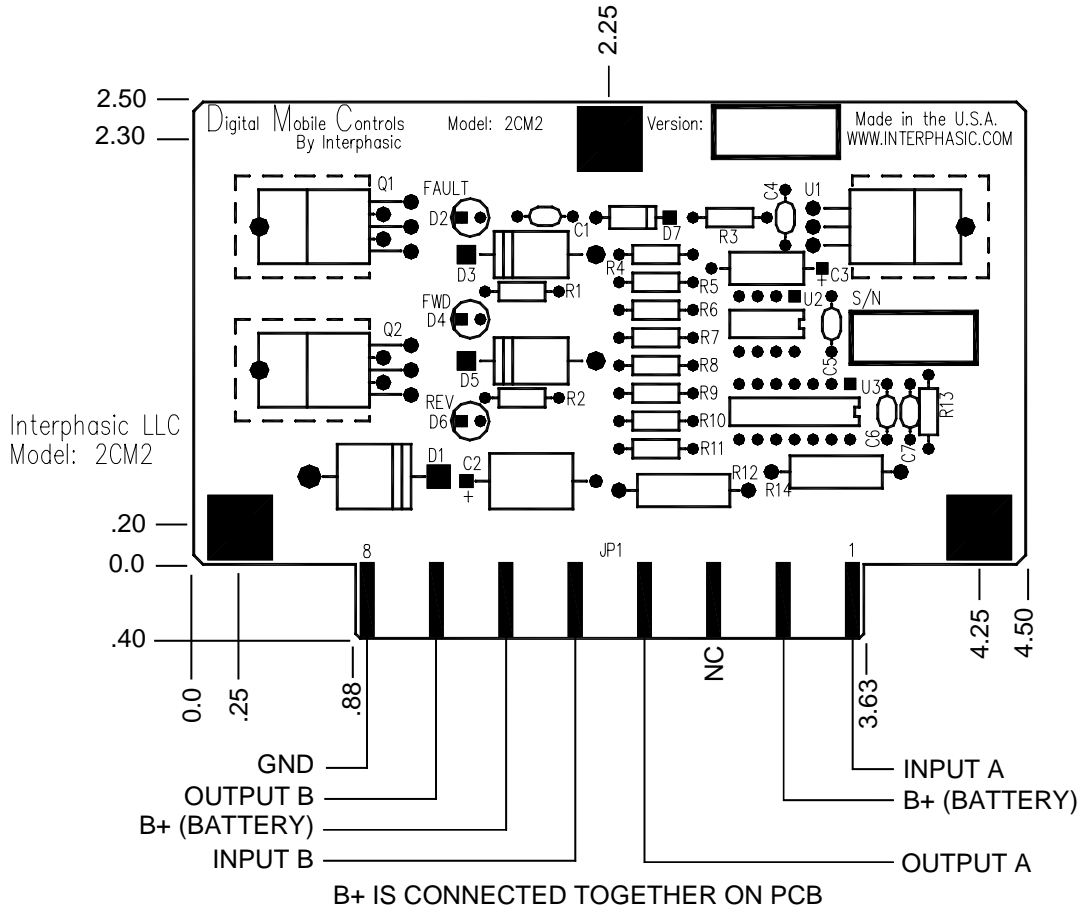 2.25
2.50
2.30
Digital Mobile Controls
By Interphasic
Model: 2CM2
Version:
Made in the U.S.A.
WWW.INTERPHASIC.COM
Q1
FAULT
D2
C1
D7
R3
C4
U1
D3
R4
C3
+
R1
R5
U2
S/N
FWD
D4
R6
Q2
R7
C5
D5
R8
R2
R9
U3
R13
REV
D6
R10
C6
C7
R11
Interphasic LLC
Model: 2CM2
D1
C2
+
R12
R14
.20
0.0
8
JP1
1
.40
0.0
.25
.88
NC
3.63
4.25
4.50
GND
OUTPUT B
B+ (BATTERY)
INPUT B
INPUT A
B+ (BATTERY)
OUTPUT A
B+ IS CONNECTED TOGETHER ON PCB